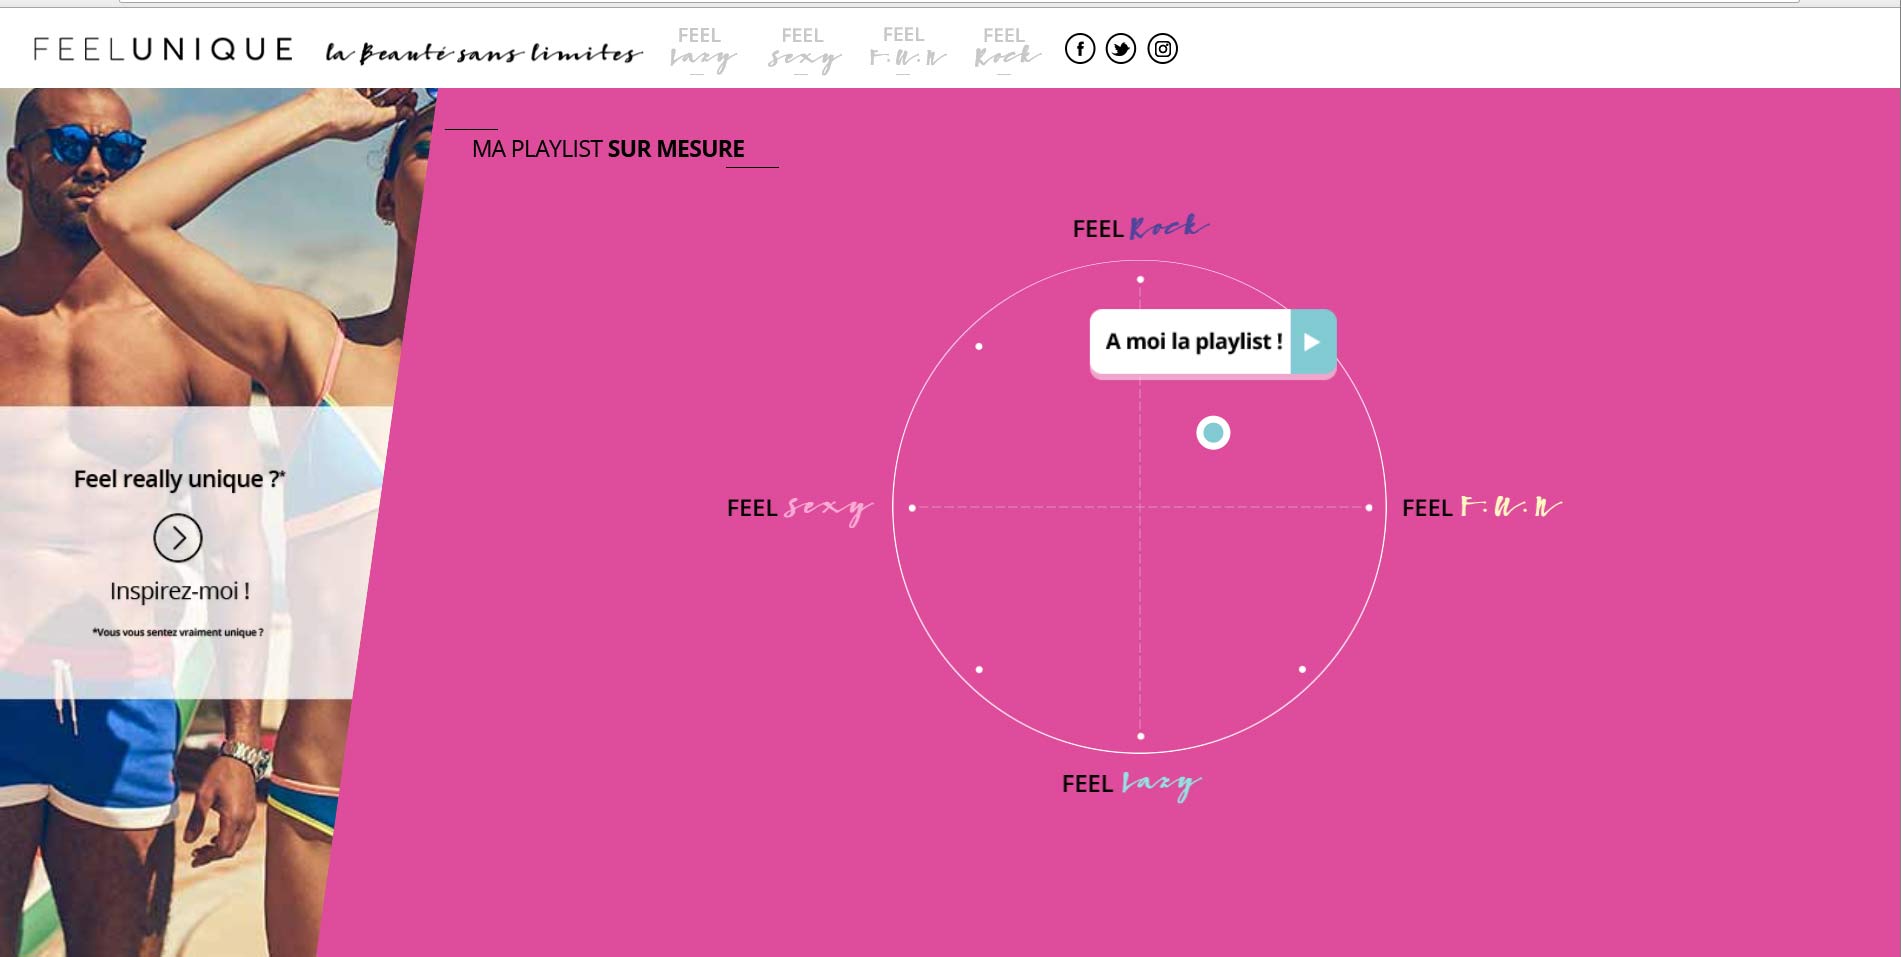 FEELUNIQUE la Beauté sans limites
FEEL Lazy
FEEL sexy
FEEL F.U.N
FEEL Rock
MA PLAYLIST SUR MESURE
FEEL Rock
A moi la playlist !
FEEL sexy
FEEL F.U.N
FEEL Lazy
Feel really unique ?*
Inspirez-moi !
*Vous vous sentez vraiment unique ?